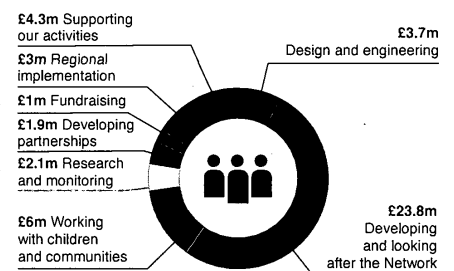 £4.3m Supporting
our activities
£3m Regional
implementation
£1m Fundraising
£1.9m Developing
partnerships
£2.1m Research
and monitoring
£6m Working
with children
and communities
£3.7m
Design and engineering
£23.8m
Developing
and looking
after the Network